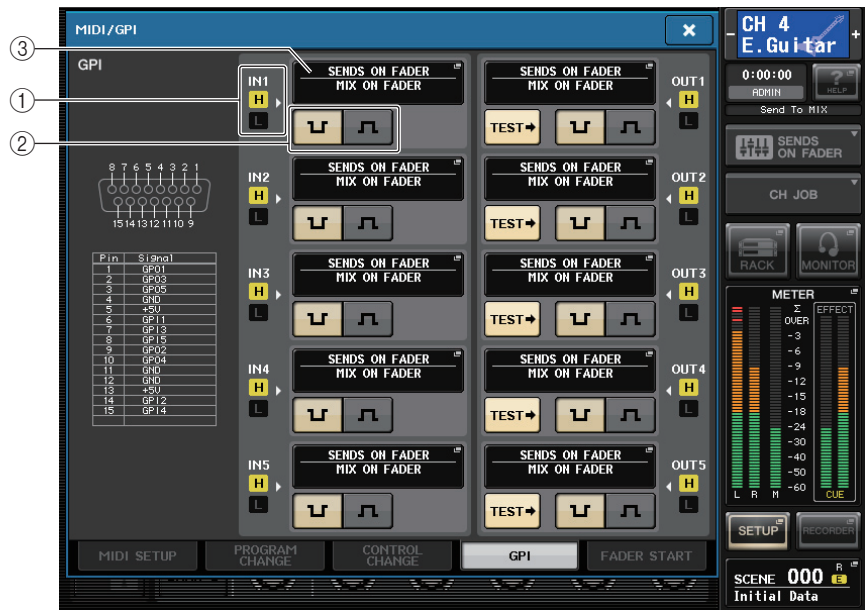 MIDI/GPI
GPI
③
①
②
8 7 6 5 4 3 2 1
15 14 13 12 11 10 9
Pin Signal
1 GPO1
2 GPO3
3 GPO5
4 GND
5 +5V
6 GPI1
7 GPI3
8 GPI5
9 GPO2
10 GPO4
11 GND
12 GND
13 +5V
14 GPI2
15 GPI4
IN1
H
L
SENDS ON FADER
MIX ON FADER
SENDS ON FADER
MIX ON FADER
TEST
OUT1
H
L
IN2
H
L
SENDS ON FADER
MIX ON FADER
SENDS ON FADER
MIX ON FADER
TEST
OUT2
H
L
IN3
H
L
SENDS ON FADER
MIX ON FADER
SENDS ON FADER
MIX ON FADER
TEST
OUT3
H
L
IN4
H
L
SENDS ON FADER
MIX ON FADER
SENDS ON FADER
MIX ON FADER
TEST
OUT4
H
L
IN5
H
L
SENDS ON FADER
MIX ON FADER
SENDS ON FADER
MIX ON FADER
TEST
OUT5
H
L
MIDI SETUP
PROGRAM
CHANGE
CONTROL
CHANGE
GPI
FADER START
- CH 4 +
E.Guitar
0:00:00
ADMIN
?
HELP
Send To MIX
SENDS
ON FADER
CH JOB
RACK
MONITOR
METER
Σ
EFFECT
OVER
-3
-6
-9
-12
-15
-18
-24
-30
-40
-50
-60
L R M
CUE
SETUP
RECORDER
SCENE 000 R E
Initial Data